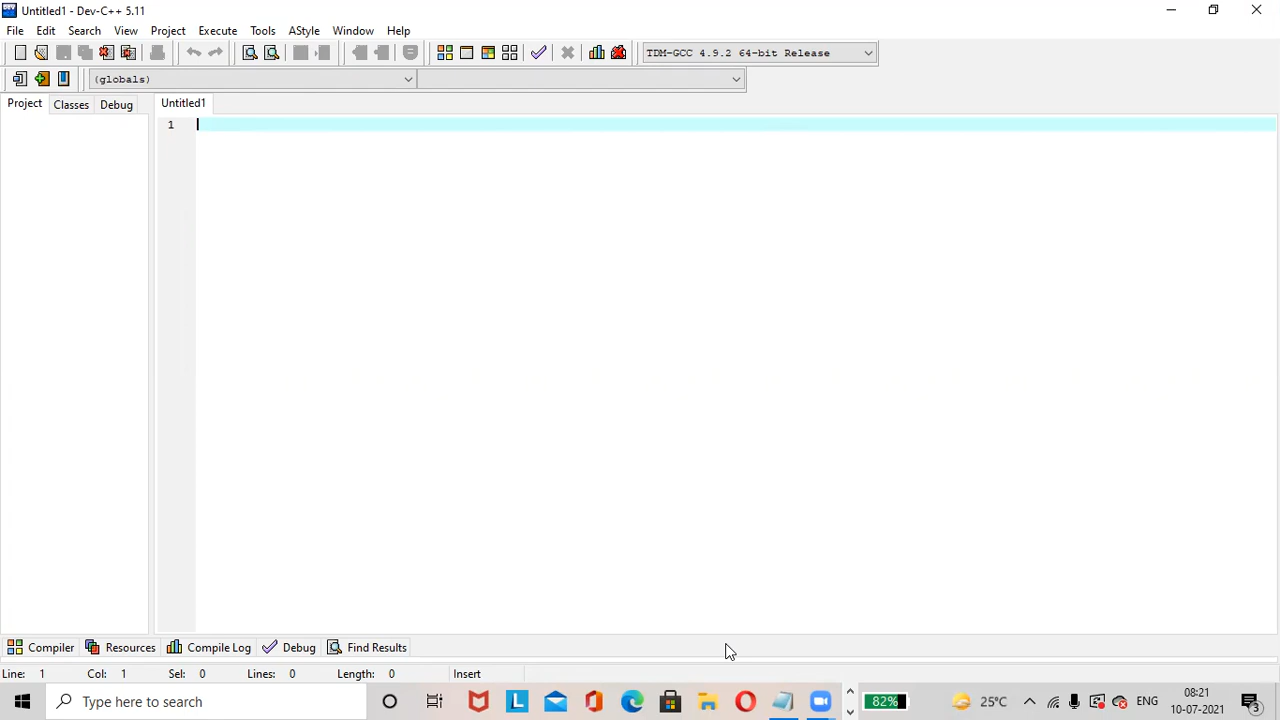 Untitled1 - Dev-C++ 5.11
File Edit Search View Project Execute Tools AStyle Window Help
TDM-GCC 4.9.2 64-bit Release
(globals)
Project Classes Debug Untitled1
1
Compiler Resources Compile Log Debug Find Results
Line: 1 Col: 1 Sel: 0 Lines: 0 Length: 0 Insert
Type here to search L 82% 25°C ENG 08:21
10-07-2021 3